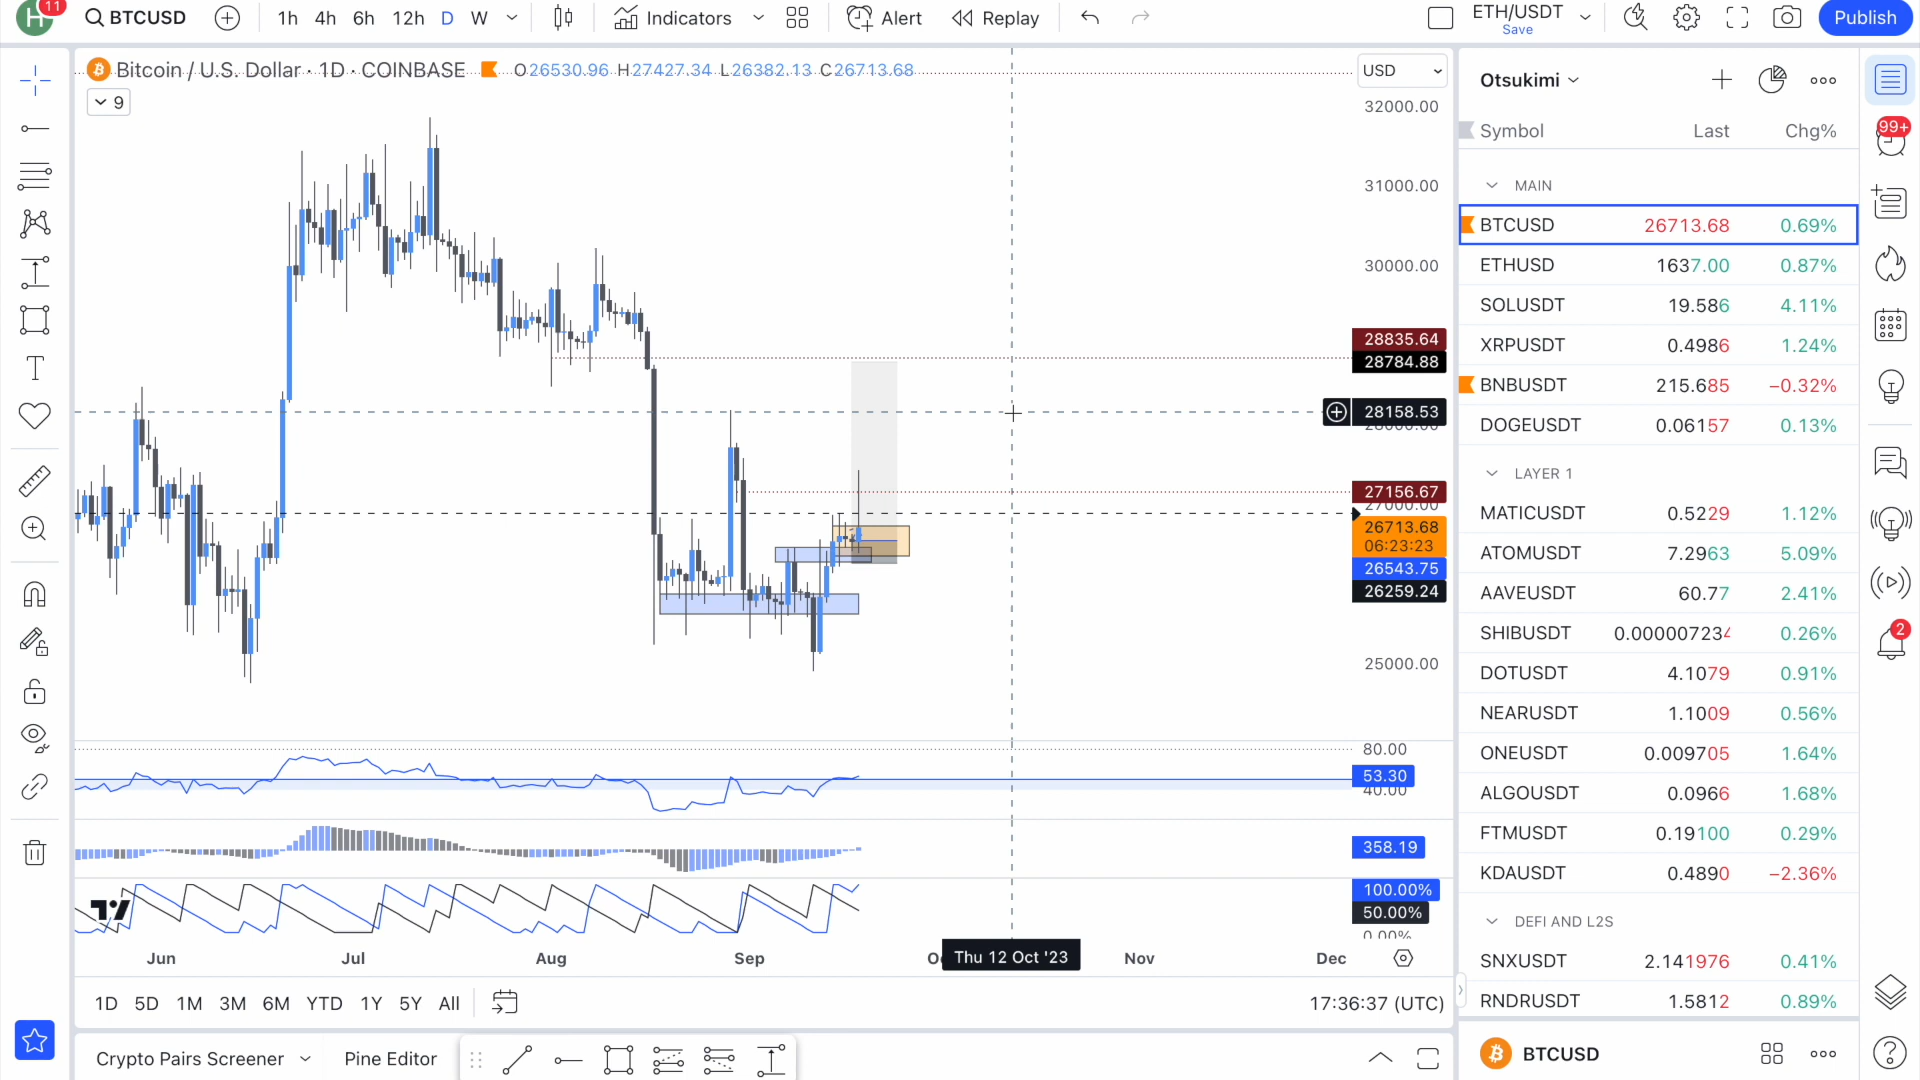 H
11
BTCUSD
1h 4h 6h 12h D W
Indicators
Alert
Replay
ETH/USDT
Save
Publish
Bitcoin / U.S. Dollar · 1D · COINBASE O26530.96 H27427.34 L26382.13 C26713.68
9
USD
32000.00
31000.00
30000.00
28835.64
28784.88
28158.53
28000.00
27156.67
27000.00
26713.68
06:23:23
26543.75
26259.24
25000.00
80.00
53.30
40.00
358.19
100.00%
50.00%
0.00%
Jun Jul Aug Sep Thu 12 Oct '23 Nov Dec
1D 5D 1M 3M 6M YTD 1Y 5Y All
17:36:37 (UTC)
Crypto Pairs Screener
Pine Editor
Otsukimi
Symbol Last Chg%
MAIN
BTCUSD 26713.68 0.69%
ETHUSD 1637.00 0.87%
SOLUSDT 19.586 4.11%
XRPUSDT 0.4986 1.24%
BNBUSDT 215.685 −0.32%
DOGEUSDT 0.06157 0.13%
LAYER 1
MATICUSDT 0.5229 1.12%
ATOMUSDT 7.2963 5.09%
AAVEUSDT 60.77 2.41%
SHIBUSDT 0.000007234 0.26%
DOTUSDT 4.1079 0.91%
NEARUSDT 1.1009 0.56%
ONEUSDT 0.009705 1.64%
ALGOUSDT 0.0966 1.68%
FTMUSDT 0.19100 0.29%
KDAUSDT 0.4890 −2.36%
DEFI AND L2S
SNXUSDT 2.141976 0.41%
RNDRUSDT 1.5812 0.89%
BTCUSD
99+
2